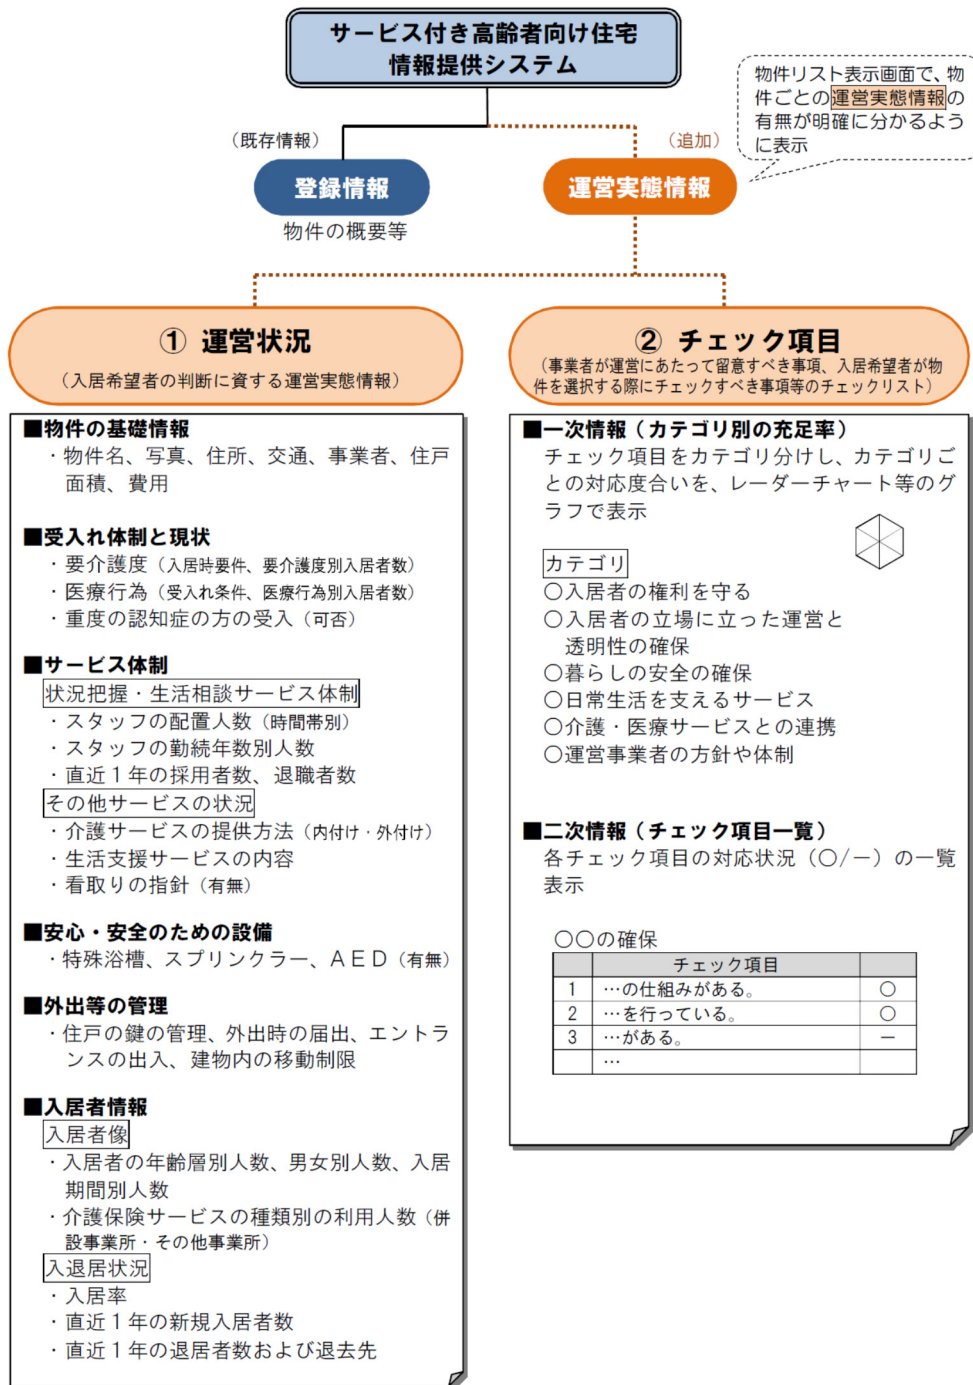 サービス付き高齢者向け住宅
情報提供システム
物件リスト表示画面で、物
件ごとの運営実態情報の
有無が明確に分かるよう
に表示
（既存情報）
（追加）
登録情報
運営実態情報
物件の概要等
① 運営状況
（入居希望者の判断に資する運営実態情報）
■物件の基礎情報
・物件名、写真、住所、交通、事業者、住戸
面積、費用
■受入れ体制と現状
・要介護度（入居時要件、要介護度別入居者数）
・医療行為（受入れ条件、医療行為別入居者数）
・重度の認知症の方の受入（可否）
■サービス体制
状況把握・生活相談サービス体制
・スタッフの配置人数（時間帯別）
・スタッフの勤続年数別人数
・直近１年の採用者数、退職者数
その他サービスの状況
・介護サービスの提供方法（内付け・外付け）
・生活支援サービスの内容
・看取りの指針（有無）
■安心・安全のための設備
・特殊浴槽、スプリンクラー、ＡＥＤ（有無）
■外出等の管理
・住戸の鍵の管理、外出時の届出、エントラ
ンスの出入、建物内の移動制限
■入居者情報
入居者像
・入居者の年齢層別人数、男女別人数、入居
期間別人数
・介護保険サービスの種類別の利用人数（併
設事業所・その他事業所）
入退居状況
・入居率
・直近１年の新規入居者数
・直近１年の退居者数および退去先
② チェック項目
（事業者が運営にあたって留意すべき事項、入居希望者が物
件を選択する際にチェックすべき事項等のチェックリスト）
■一次情報（カテゴリ別の充足率）
チェック項目をカテゴリ分けし、カテゴリご
との対応度合いを、レーダーチャート等のグ
ラフで表示
カテゴリ
○入居者の権利を守る
○入居者の立場に立った運営と
透明性の確保
○暮らしの安全の確保
○日常生活を支えるサービス
○介護・医療サービスとの連携
○運営事業者の方針や体制
■二次情報（チェック項目一覧）
各チェック項目の対応状況（○/－）の一覧
表示
○○の確保
チェック項目
1 …の仕組みがある。 ○
2 …を行っている。 ○
3 …がある。 －
…